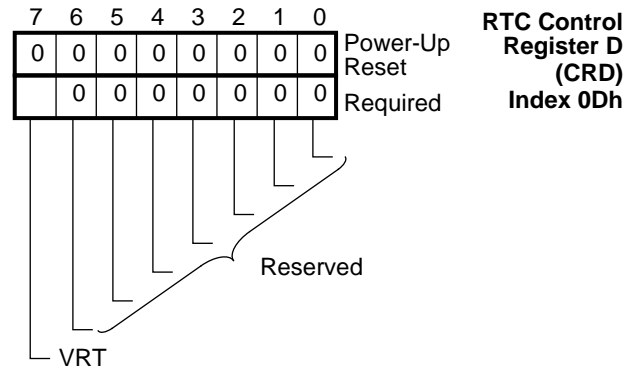 7 6 5 4 3 2 1 0
0 0 0 0 0 0 0 0 Power-Up Reset
0 0 0 0 0 0 0 Required
RTC Control
Register D
(CRD)
Index 0Dh
Reserved
VRT